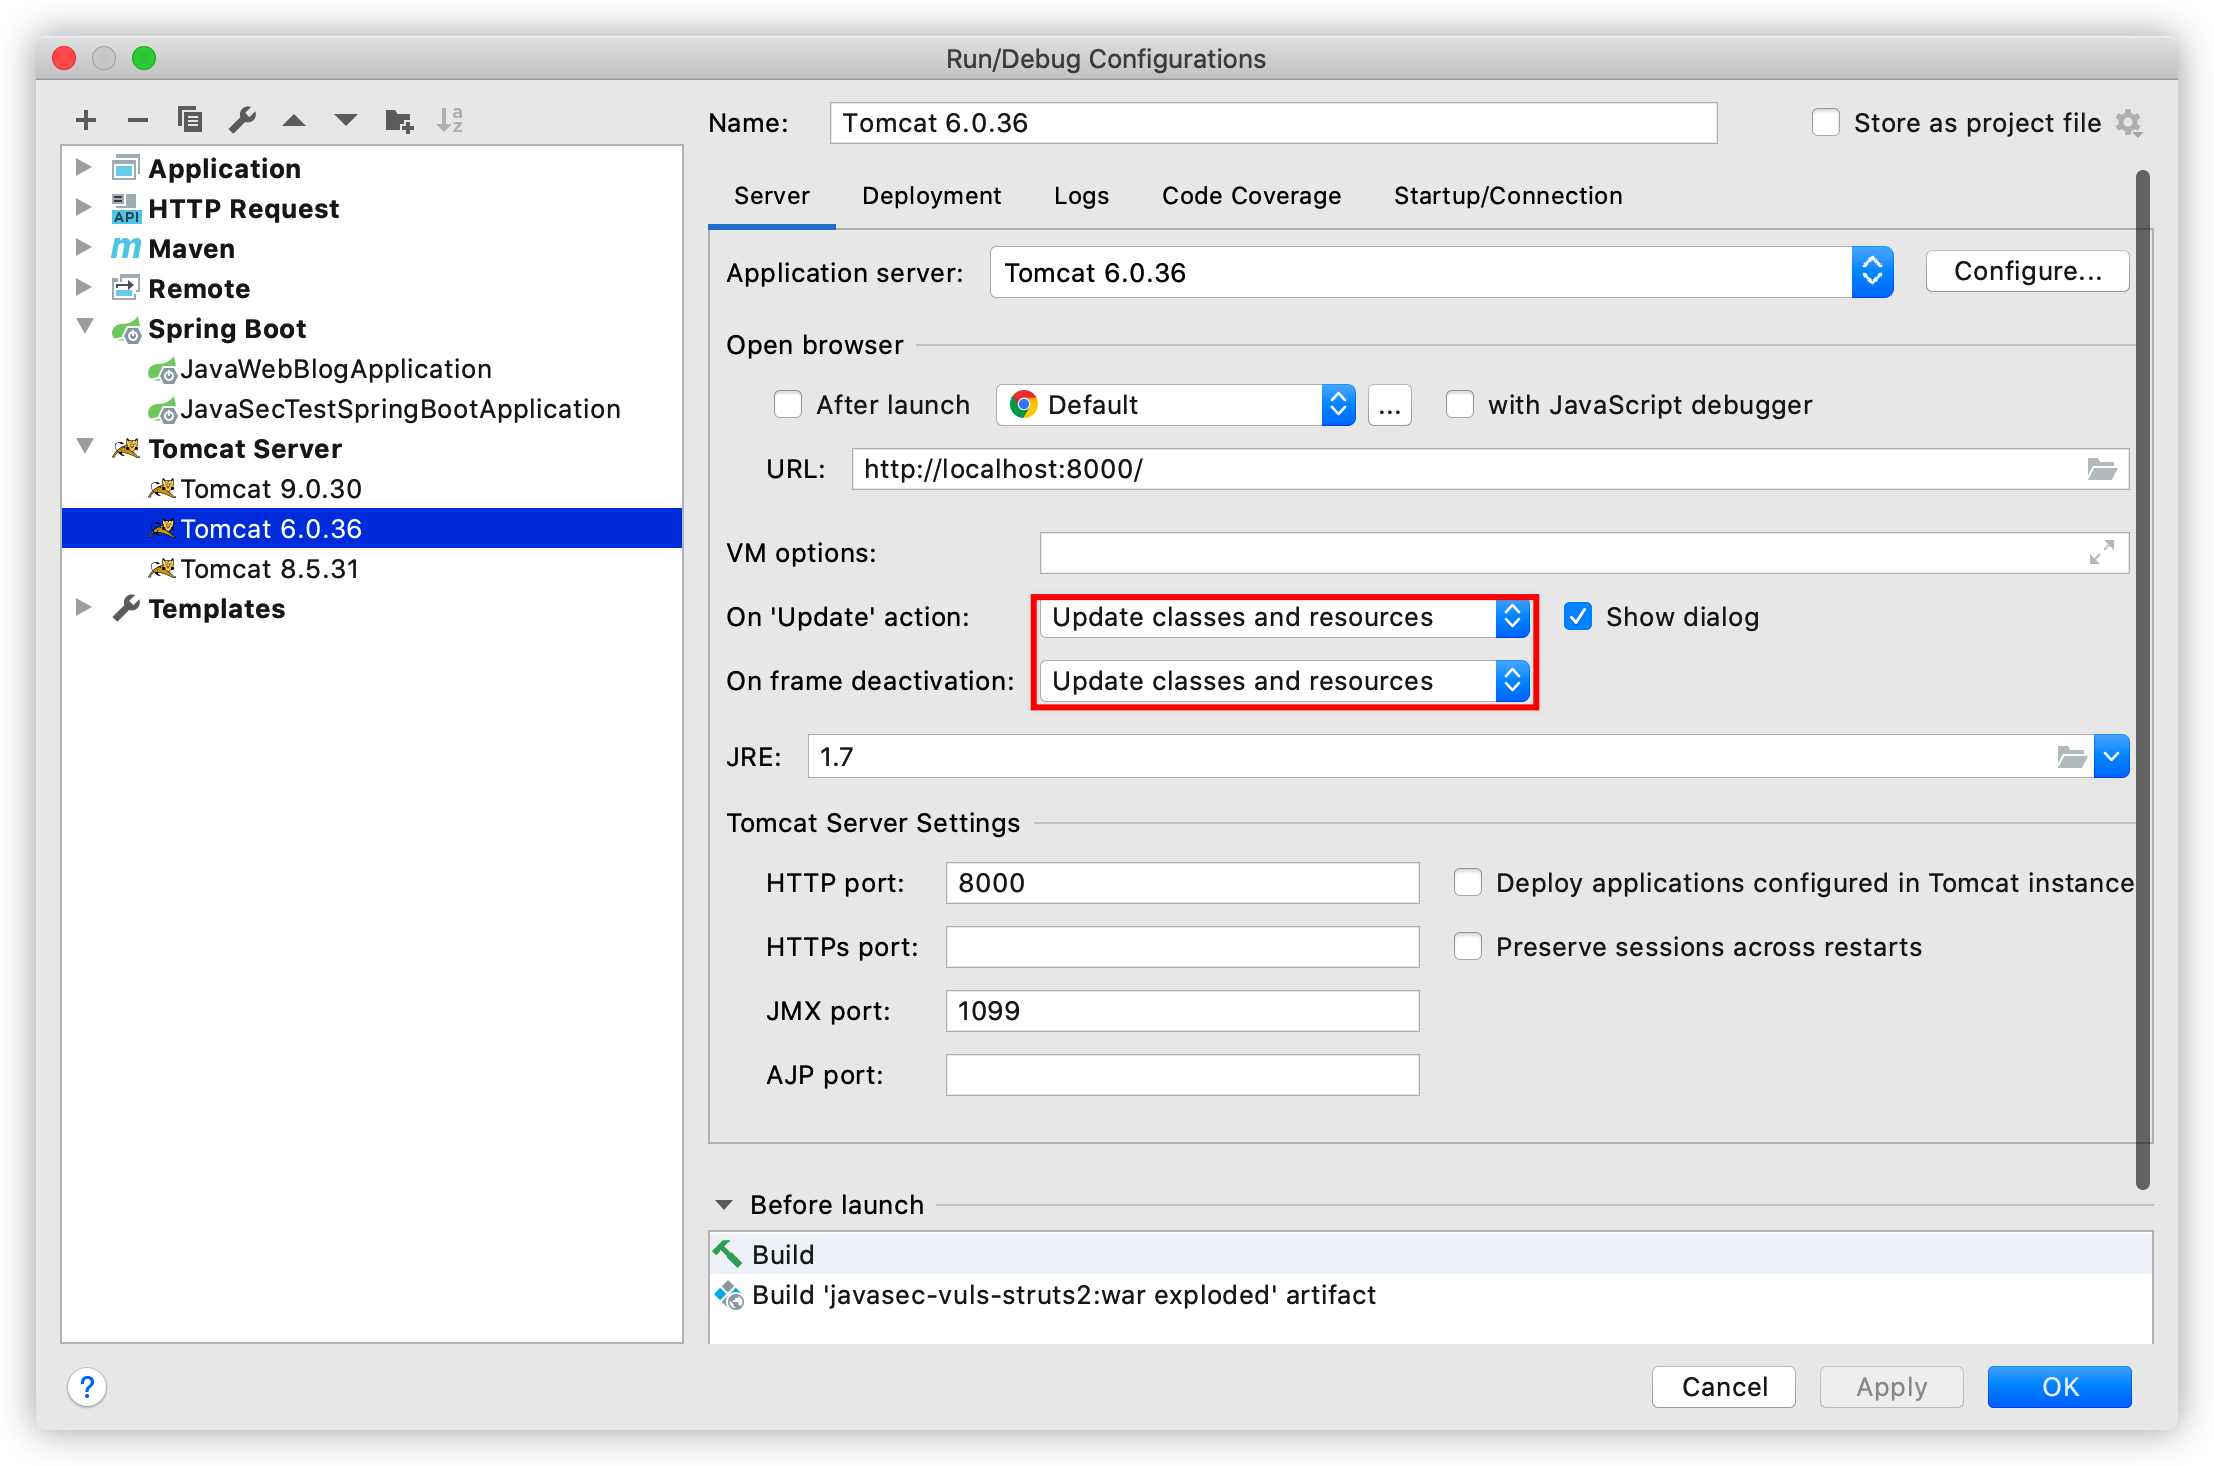 Run/Debug Configurations
Application
HTTP Request
API
Maven
Remote
Spring Boot
JavaWebBlogApplication
JavaSecTestSpringBootApplication
Tomcat Server
Tomcat 9.0.30
Tomcat 6.0.36
Tomcat 8.5.31
Templates
Name: Tomcat 6.0.36 Store as project file
Server Deployment Logs Code Coverage Startup/Connection
Application server: Tomcat 6.0.36 Configure...
Open browser
After launch Default ... with JavaScript debugger
URL: http://localhost:8000/
VM options:
On 'Update' action: Update classes and resources Show dialog
On frame deactivation: Update classes and resources
JRE: 1.7
Tomcat Server Settings
HTTP port: 8000 Deploy applications configured in Tomcat instance
HTTPs port: Preserve sessions across restarts
JMX port: 1099
AJP port:
Before launch
Build
Build 'javasec-vuls-struts2:war exploded' artifact
? Cancel Apply OK